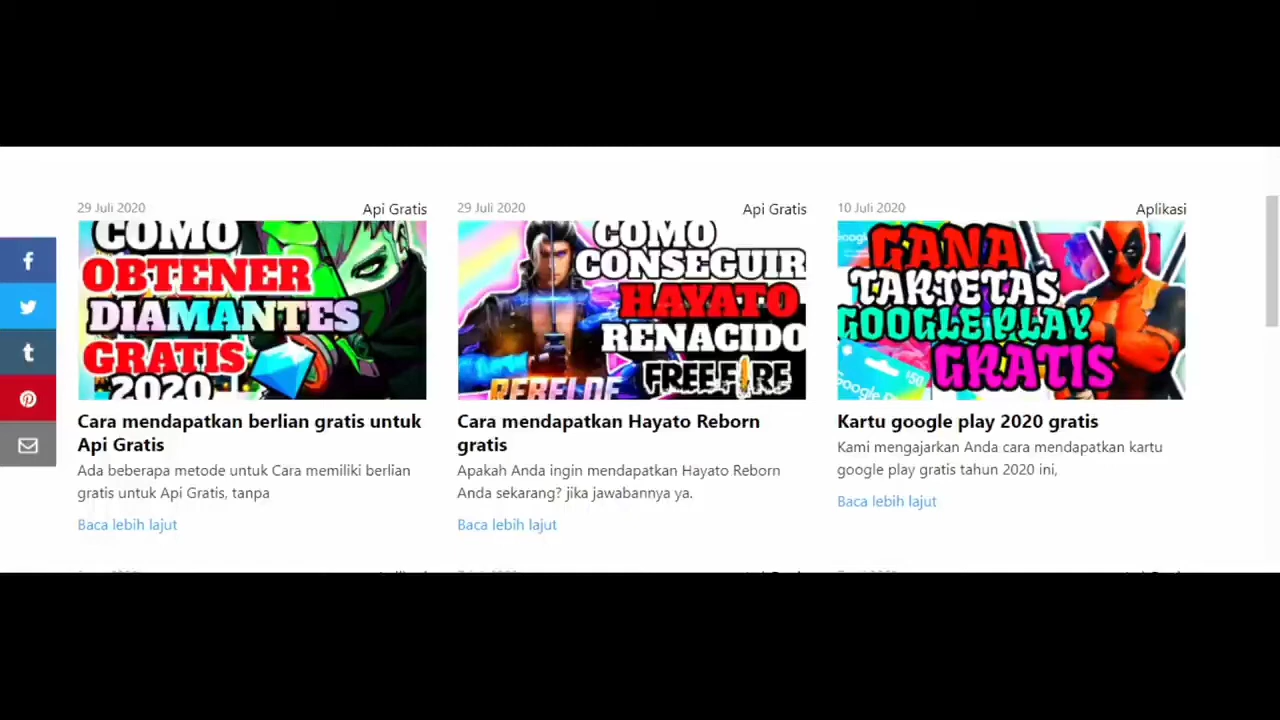 29 Juli 2020
Api Gratis
COMO
OBTENER
DIAMANTES
GRATIS
2020
Cara mendapatkan berlian gratis untuk
Api Gratis
Ada beberapa metode untuk Cara memiliki berlian
gratis untuk Api Gratis, tanpa
Baca lebih lajut
29 Juli 2020
Api Gratis
COMO
CONSEGUIR
HAYATO
RENACIDO
REBELDE
FREE FIRE
Cara mendapatkan Hayato Reborn
gratis
Apakah Anda ingin mendapatkan Hayato Reborn
Anda sekarang? jika jawabannya ya.
Baca lebih lajut
10 Juli 2020
Aplikasi
GANA
TARJETAS
GOOGLE PLAY
GRATIS
$50
Kartu google play 2020 gratis
Kami mengajarkan Anda cara mendapatkan kartu
google play gratis tahun 2020 ini,
Baca lebih lajut